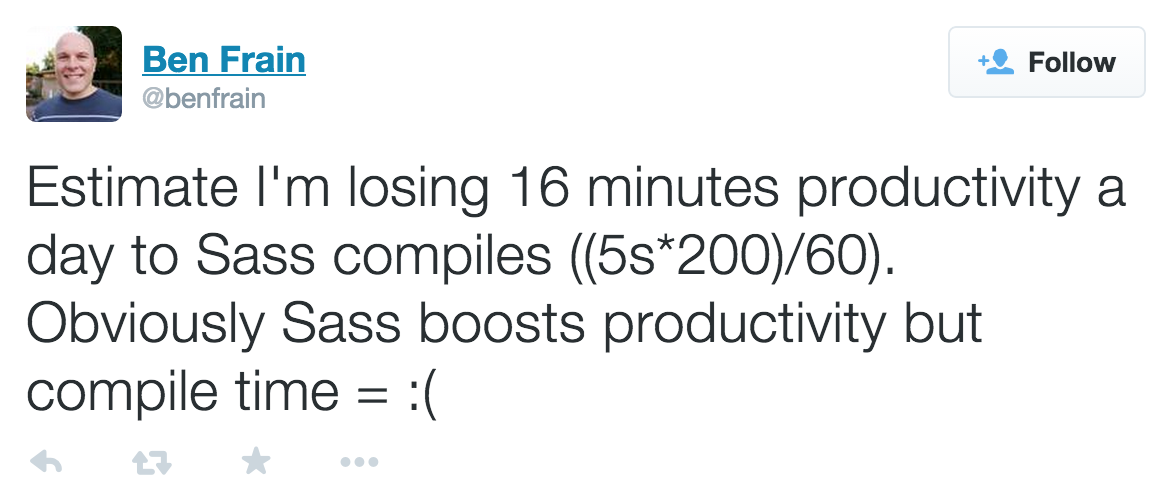 Ben Frain
@benfrain
Follow
Estimate I'm losing 16 minutes productivity a
day to Sass compiles ((5s*200)/60).
Obviously Sass boosts productivity but
compile time = :(